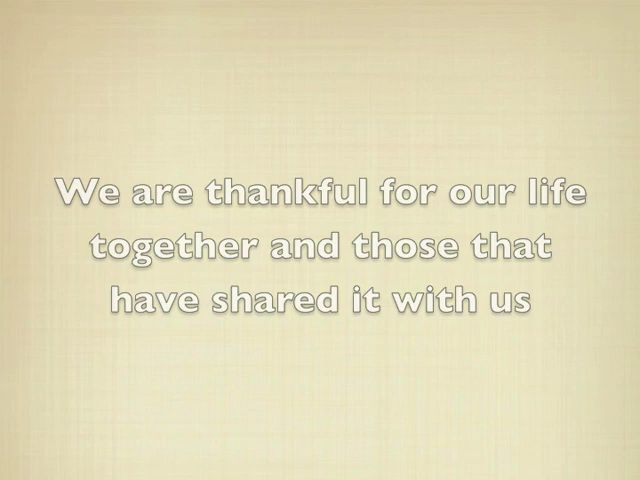 We are thankful for our life
together and those that
have shared it with us